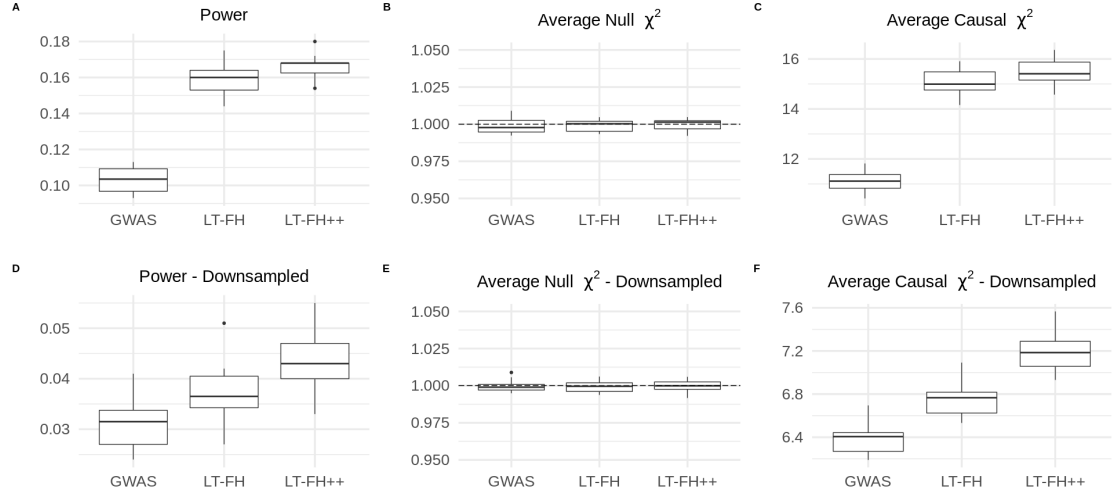 A
Power
0.18
0.16
0.14
0.12
0.10
GWAS LT-FH LT-FH++
B
Average Null χ²
1.050
1.025
1.000
0.975
0.950
GWAS LT-FH LT-FH++
C
Average Causal χ²
16
14
12
GWAS LT-FH LT-FH++
D
Power - Downsampled
0.05
0.04
0.03
GWAS LT-FH LT-FH++
E
Average Null χ² - Downsampled
1.050
1.025
1.000
0.975
0.950
GWAS LT-FH LT-FH++
F
Average Causal χ² - Downsampled
7.6
7.2
6.8
6.4
GWAS LT-FH LT-FH++